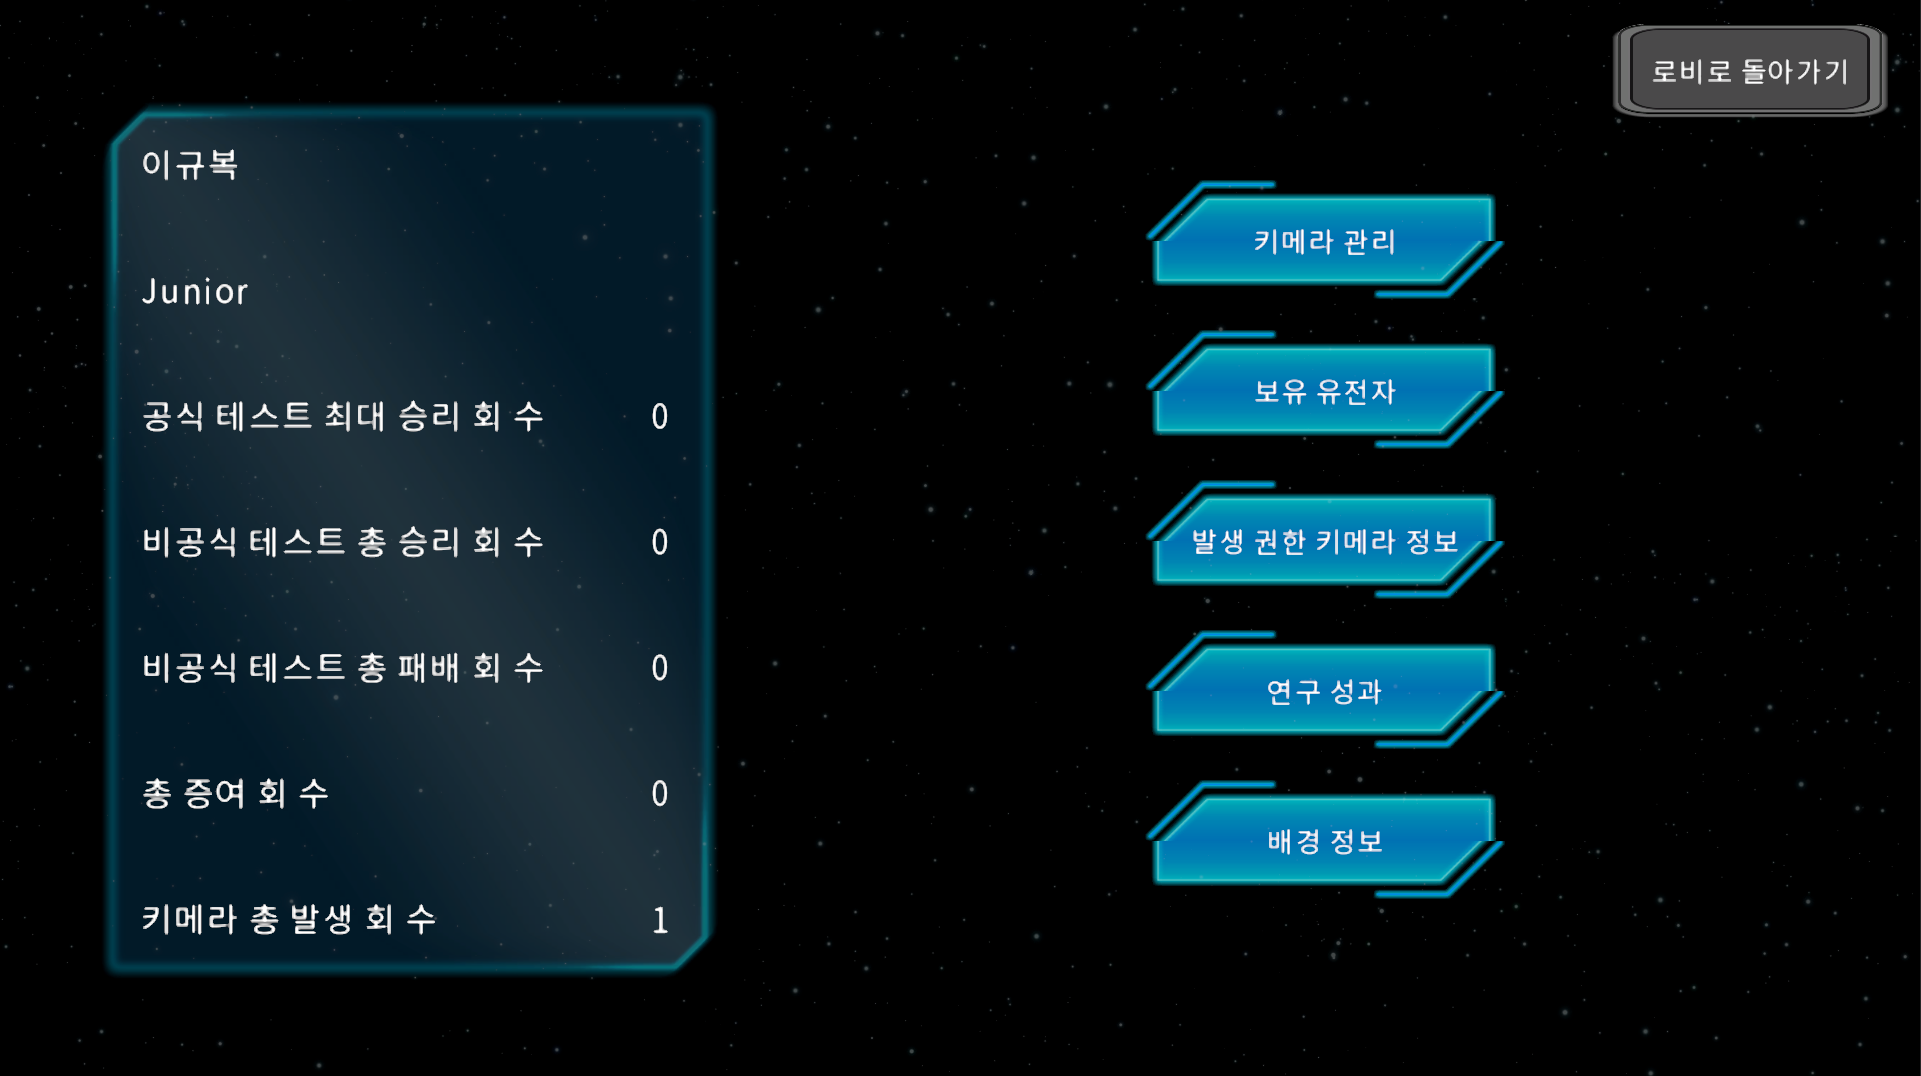 로비로 돌아가기
이규복
Junior
공식 테스트 최대 승리 회 수 0
비공식 테스트 총 승리 회 수 0
비공식 테스트 총 패배 회 수 0
총 증여 회 수 0
키메라 총 발생 회 수 1
키메라 관리
보유 유전자
발생 권한 키메라 정보
연구 성과
배경 정보